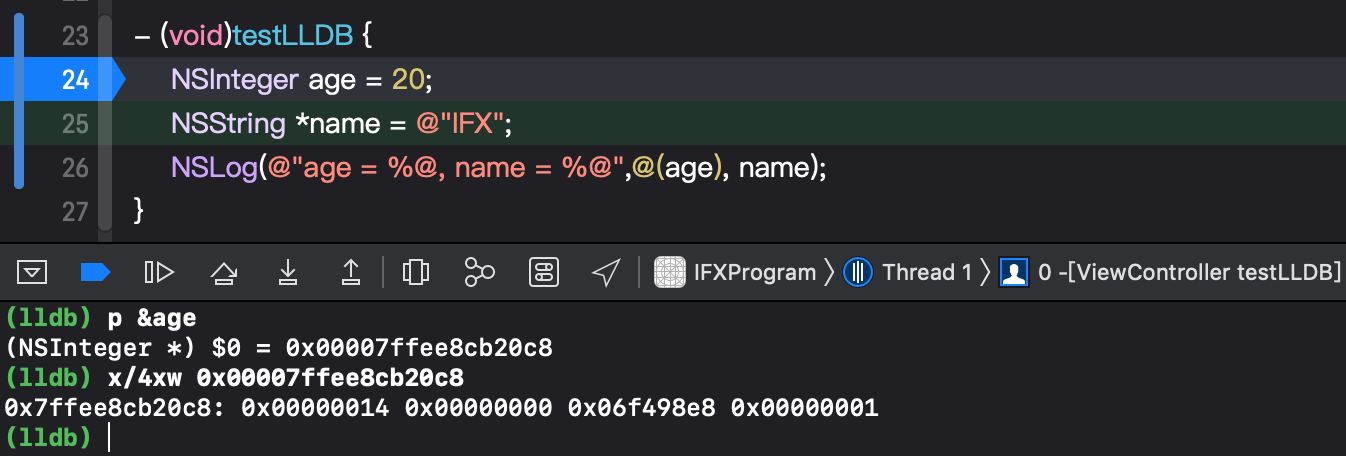 23 - (void)testLLDB {
24 NSInteger age = 20;
25 NSString *name = @"IFX";
26 NSLog(@"age = %@, name = %@",@(age), name);
27 }
IFXProgram 〉 Thread 1 〉 0 -[ViewController testLLDB]
(lldb) p &age
(NSInteger *) $0 = 0x00007ffee8cb20c8
(lldb) x/4xw 0x00007ffee8cb20c8
0x7ffee8cb20c8: 0x00000014 0x00000000 0x06f498e8 0x00000001
(lldb)